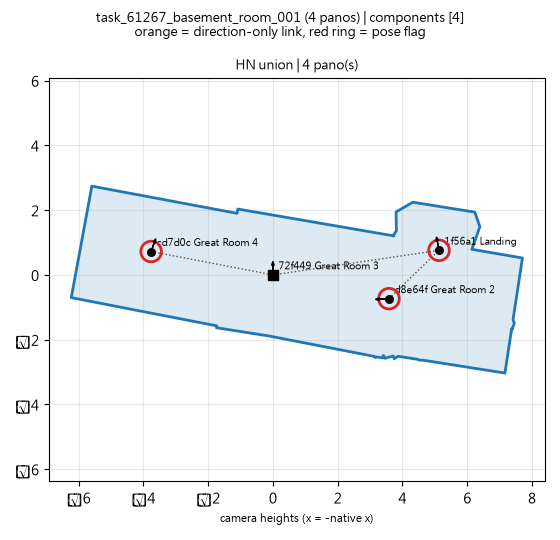 task_61267_basement_room_001 (4 panos) | components [4]
orange = direction-only link, red ring = pose flag
HN union | 4 pano(s)
6
4
2
0
2
4
6
cd7d0c Great Room 4
72f449 Great Room 3
1f56a1 Landing
d8e64f Great Room 2
6 4 2 0 2 4 6 8
camera heights (x = -native x)